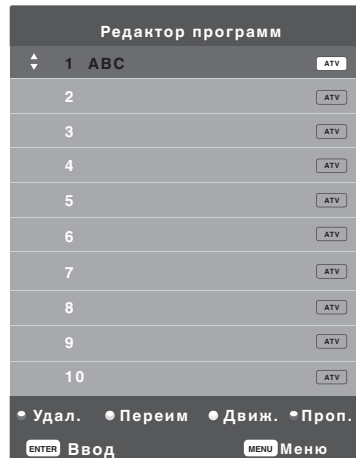 Редактор программ
1 ABC ATV
2 ATV
3 ATV
4 ATV
5 ATV
6 ATV
7 ATV
8 ATV
9 ATV
10 ATV
Удал. Переим Движ. Проп.
ENTER Ввод MENU Меню